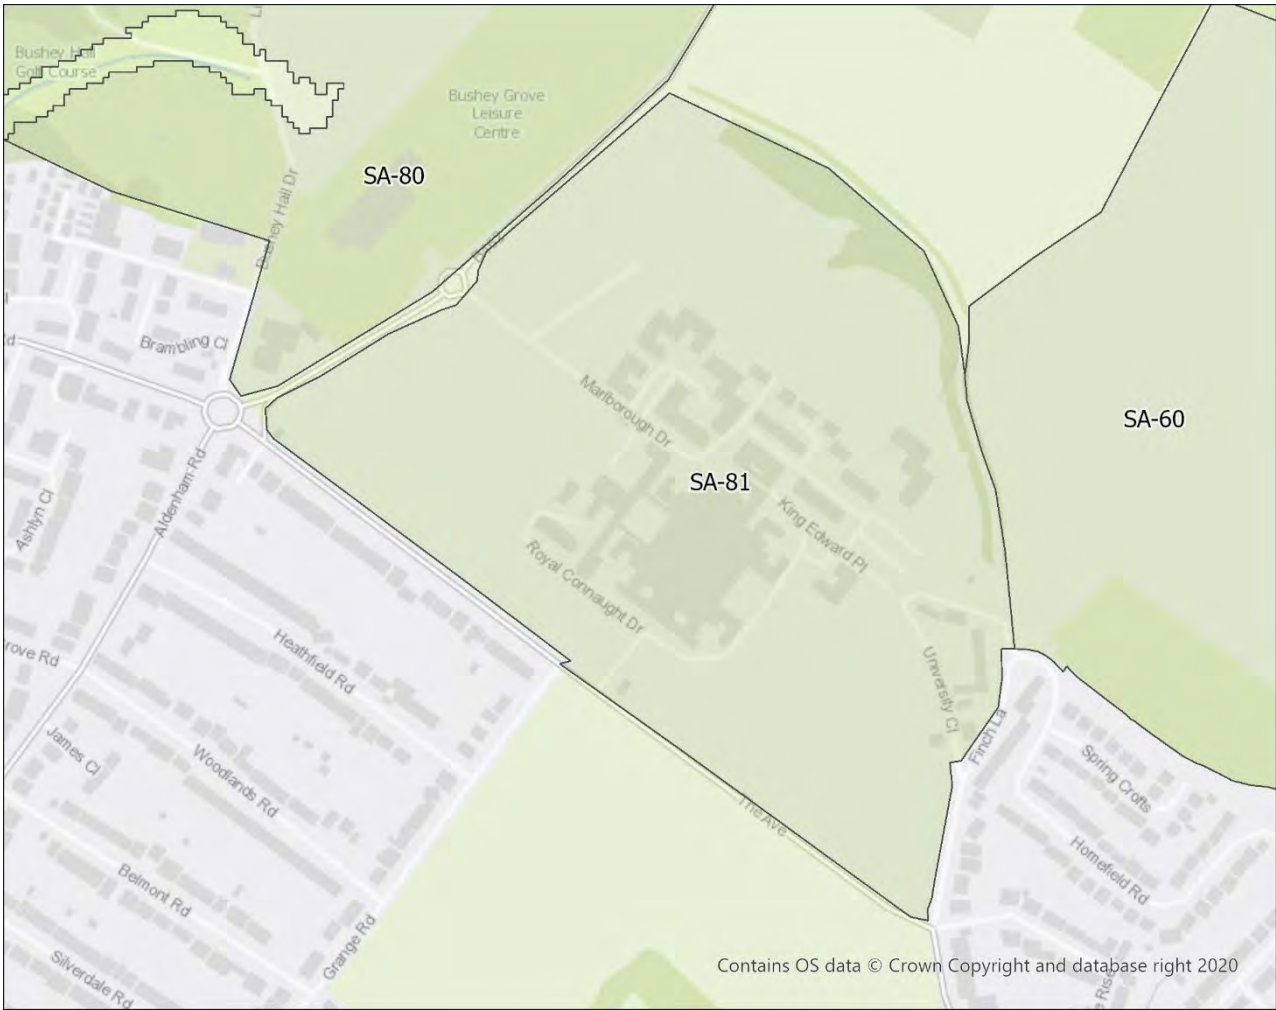 Bushey Hall
Golf Course
Bushey Grove
Leisure
Centre
SA-80
Bushey Hall Dr
Brambling Cl
Marlborough Dr
SA-60
SA-81
Aldenham Rd
Ashlyn Cl
King Edward Pl
Royal Connaught Dr
Heathfield Rd
University Cl
Finch La
James Cl
Woodlands Rd
Spring Crofts
The Ave
Homefield Rd
Belmont Rd
Grange Rd
Silverdale Rd
Contains OS data © Crown Copyright and database right 2020